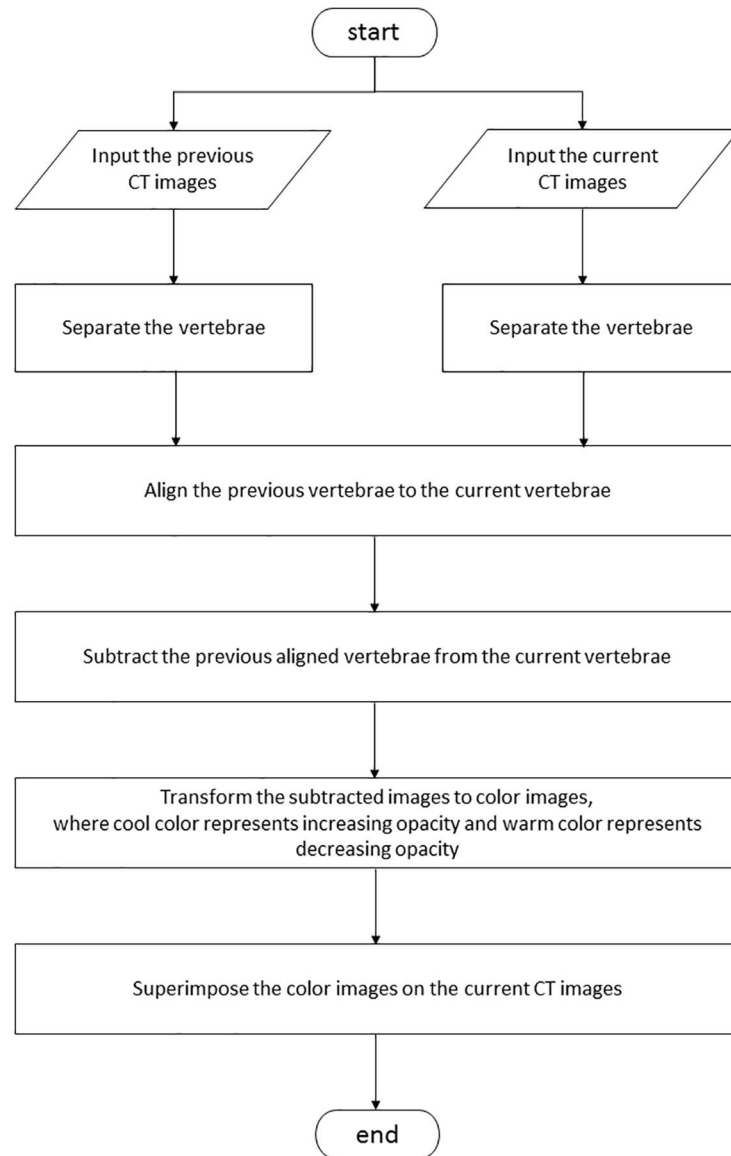 start
Input the previous
CT images
Input the current
CT images
Separate the vertebrae
Separate the vertebrae
Align the previous vertebrae to the current vertebrae
Subtract the previous aligned vertebrae from the current vertebrae
Transform the subtracted images to color images,
where cool color represents increasing opacity and warm color represents
decreasing opacity
Superimpose the color images on the current CT images
end